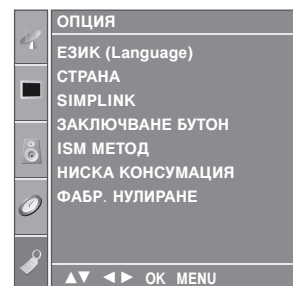 ОПЦИЯ
ЕЗИК (Language)
СТРАНА
SIMPLINK
ЗАКЛЮЧВАНЕ БУТОН
ISM МЕТОД
НИСКА КОНСУМАЦИЯ
ФАБР. НУЛИРАНЕ
▲▼ ◄► OK MENU